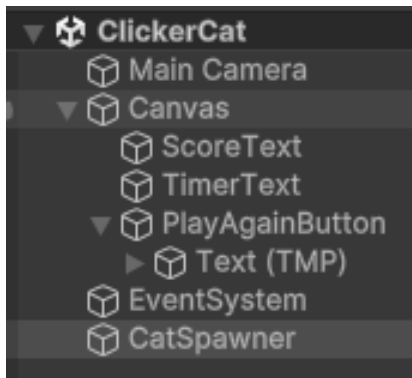 ClickerCat
Main Camera
Canvas
ScoreText
TimerText
PlayAgainButton
Text (TMP)
EventSystem
CatSpawner